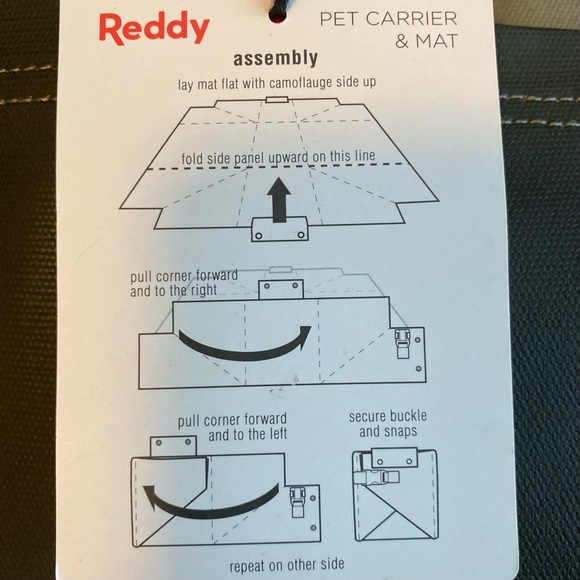 Reddy
PET CARRIER
& MAT
assembly
lay mat flat with camoflauge side up
fold side panel upward on this line
pull corner forward
and to the right
pull corner forward
and to the left
secure buckle
and snaps
repeat on other side